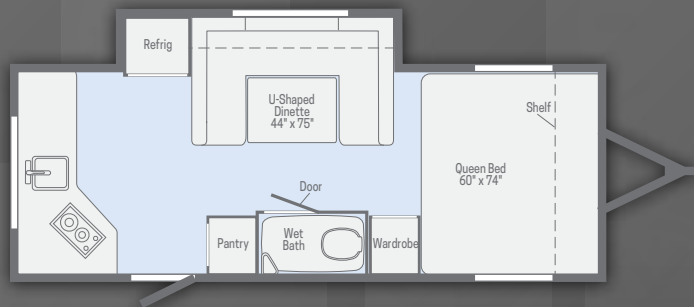 Refrig
U-Shaped
Dinette
44" x 75"
Shelf
Queen Bed
60" x 74"
Door
Pantry
Wet
Bath
Wardrobe